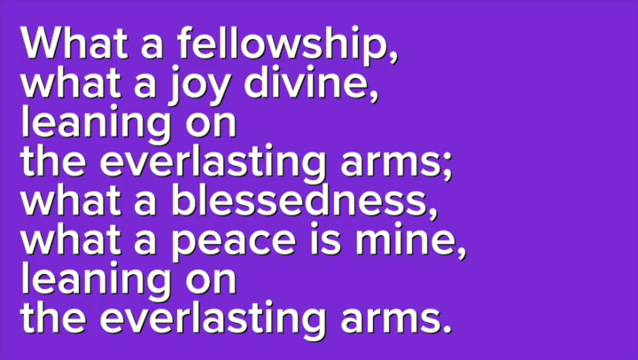 What a fellowship,
what a joy divine,
leaning on
the everlasting arms;
what a blessedness,
what a peace is mine,
leaning on
the everlasting arms.